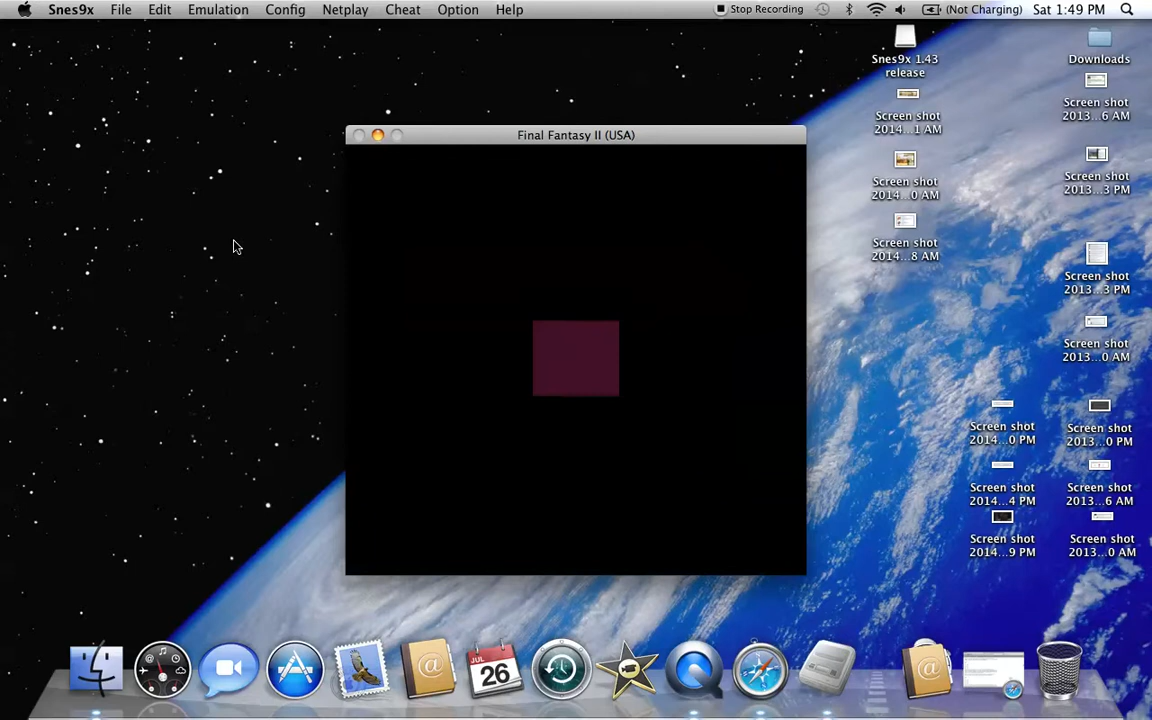 Snes9x File Edit Emulation Config Netplay Cheat Option Help
Stop Recording (Not Charging) Sat 1:49 PM
Final Fantasy II (USA)
Snes9x 1.43
release
Screen shot
2014...1 AM
Screen shot
2014...0 AM
Screen shot
2014...8 AM
Downloads
Screen shot
2013...6 AM
Screen shot
2013...3 PM
Screen shot
2013...3 PM
Screen shot
2013...0 AM
Screen shot
2014...0 PM
Screen shot
2013...0 PM
Screen shot
2014...4 PM
Screen shot
2013...6 AM
Screen shot
2014...9 PM
Screen shot
2013...0 AM
JUL
26